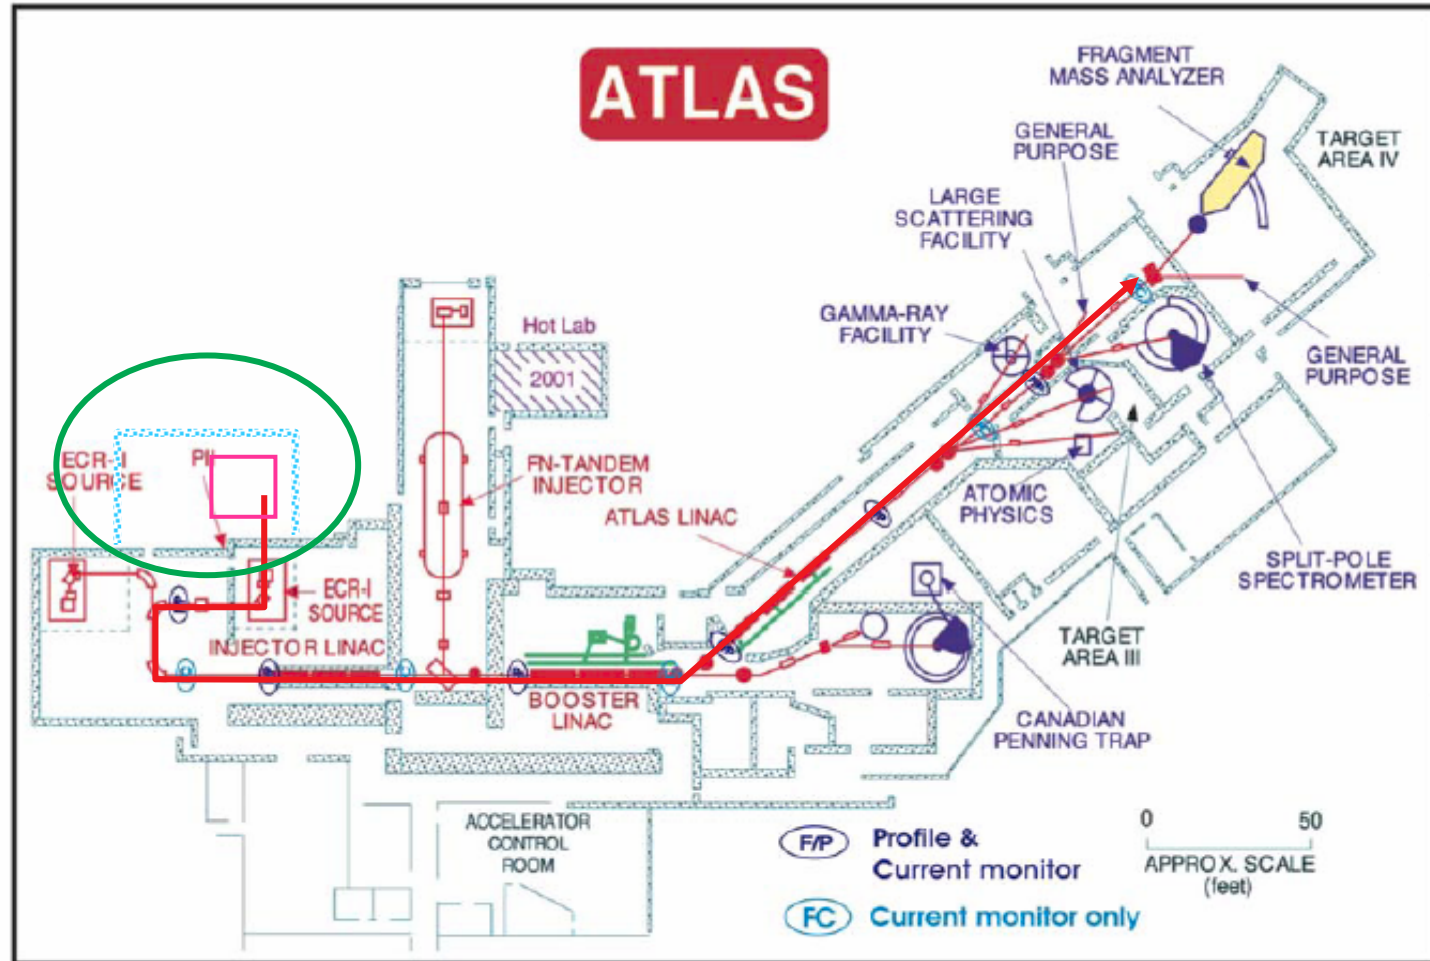 ATLAS
FRAGMENT
MASS ANALYZER
GENERAL
PURPOSE
TARGET
AREA IV
LARGE
SCATTERING
FACILITY
GAMMA-RAY
FACILITY
Hot Lab
2001
GENERAL
PURPOSE
ECR-II
SOURCE
PII
FN-TANDEM
INJECTOR
ATLAS LINAC
ATOMIC
PHYSICS
SPLIT-POLE
SPECTROMETER
ECR-I
SOURCE
INJECTOR LINAC
TARGET
AREA III
BOOSTER
LINAC
CANADIAN
PENNING TRAP
ACCELERATOR
CONTROL
ROOM
F/P Profile &
Current monitor
FC Current monitor only
0 50
APPROX. SCALE
(feet)